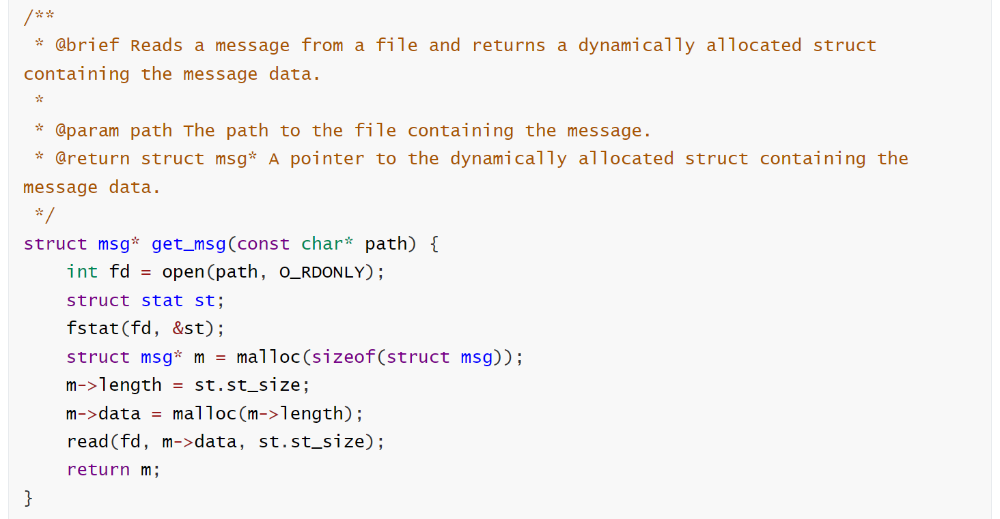 /**
 * @brief Reads a message from a file and returns a dynamically allocated struct
containing the message data.
 *
 * @param path The path to the file containing the message.
 * @return struct msg* A pointer to the dynamically allocated struct containing the
message data.
 */
struct msg* get_msg(const char* path) {
    int fd = open(path, O_RDONLY);
    struct stat st;
    fstat(fd, &st);
    struct msg* m = malloc(sizeof(struct msg));
    m->length = st.st_size;
    m->data = malloc(m->length);
    read(fd, m->data, st.st_size);
    return m;
}